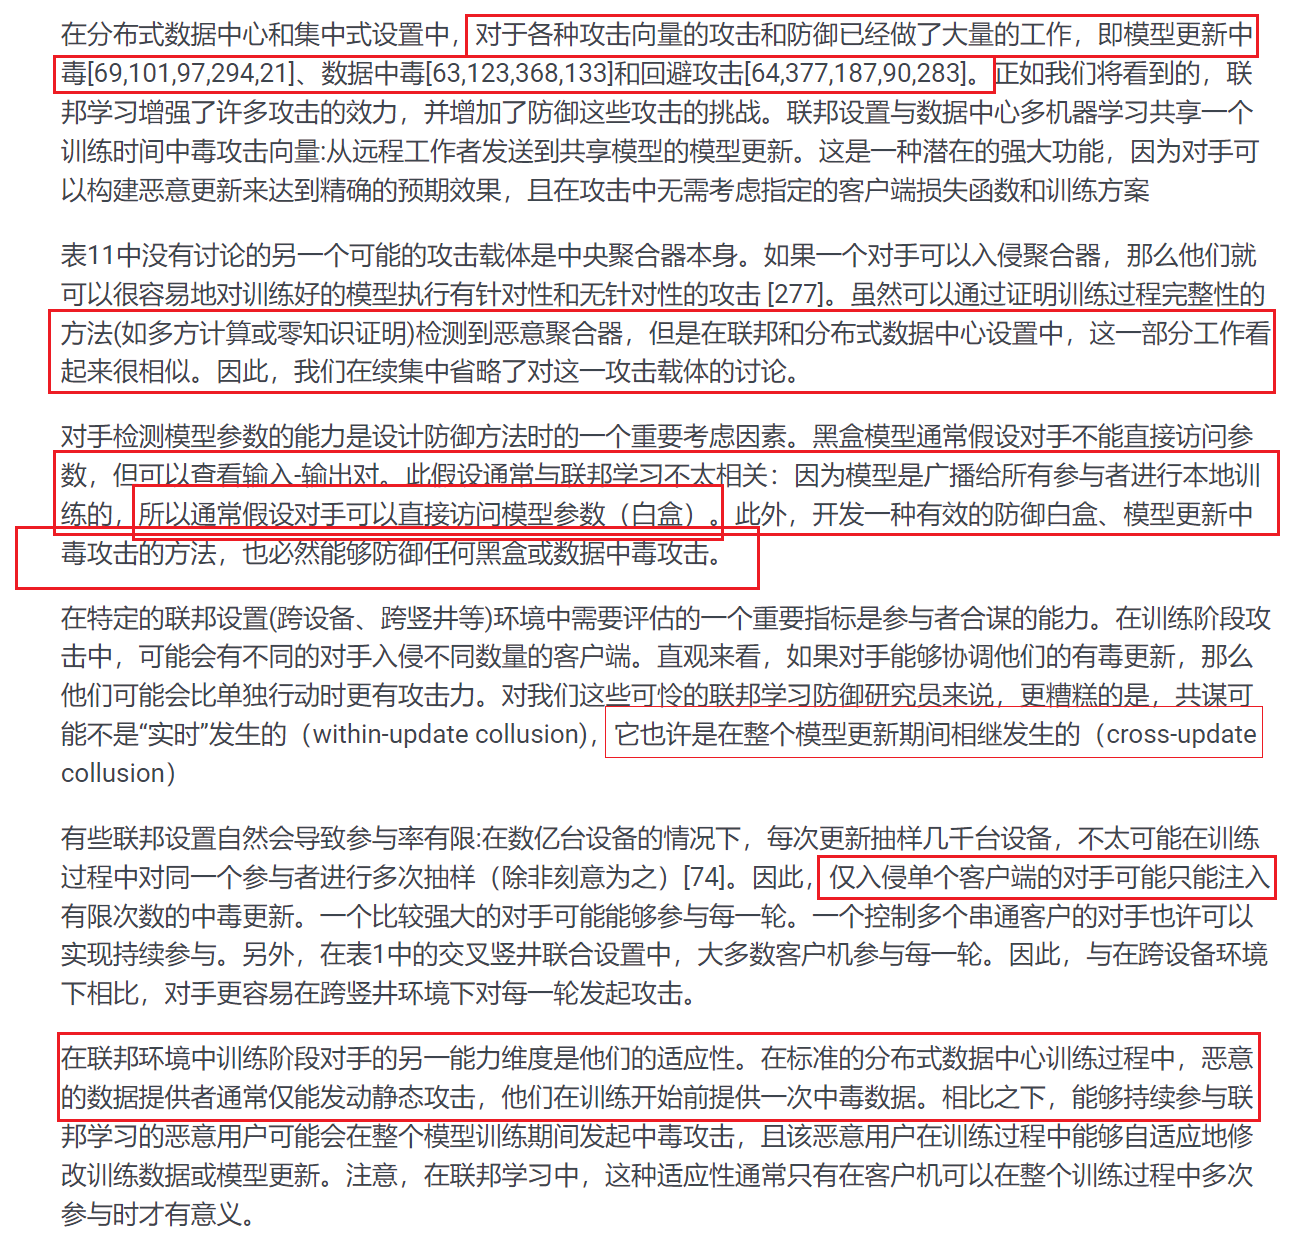 在分布式数据中心和集中式设置中，对于各种攻击向量的攻击和防御已经做了大量的工作，即模型更新中
毒[69,101,97,294,21]、数据中毒[63,123,368,133]和回避攻击[64,377,187,90,283]。正如我们将看到的，联
邦学习增强了许多攻击的效力，并增加了防御这些攻击的挑战。联邦设置与数据中心多机器学习共享一个
训练时间中毒攻击向量:从远程工作者发送到共享模型的模型更新。这是一种潜在的强大功能，因为对手可
以构建恶意更新来达到精确的预期效果，且在攻击中无需考虑指定的客户端损失函数和训练方案
表11中没有讨论的另一个可能的攻击载体是中央聚合器本身。如果一个对手可以入侵聚合器，那么他们就
可以很容易地对训练好的模型执行有针对性和无针对性的攻击 [277]。虽然可以通过证明训练过程完整性的
方法(如多方计算或零知识证明)检测到恶意聚合器，但是在联邦和分布式数据中心设置中，这一部分工作看
起来很相似。因此，我们在续集中省略了对这一攻击载体的讨论。
对手检测模型参数的能力是设计防御方法时的一个重要考虑因素。黑盒模型通常假设对手不能直接访问参
数，但可以查看输入-输出对。此假设通常与联邦学习不太相关：因为模型是广播给所有参与者进行本地训
练的，所以通常假设对手可以直接访问模型参数（白盒）。此外，开发一种有效的防御白盒、模型更新中
毒攻击的方法，也必然能够防御任何黑盒或数据中毒攻击。
在特定的联邦设置(跨设备、跨竖井等)环境中需要评估的一个重要指标是参与者合谋的能力。在训练阶段攻
击中，可能会有不同的对手入侵不同数量的客户端。直观来看，如果对手能够协调他们的有毒更新，那么
他们可能会比单独行动时更有攻击力。对我们这些可怜的联邦学习防御研究员来说，更糟糕的是，共谋可
能不是“实时”发生的（within-update collusion)，它也许是在整个模型更新期间相继发生的（cross-update
collusion）
有些联邦设置自然会导致参与率有限:在数亿台设备的情况下，每次更新抽样几千台设备，不太可能在训练
过程中对同一个参与者进行多次抽样（除非刻意为之）[74]。因此，仅入侵单个客户端的对手可能只能注入
有限次数的中毒更新。一个比较强大的对手可能能够参与每一轮。一个控制多个串通客户的对手也许可以
实现持续参与。另外，在表1中的交叉竖井联合设置中，大多数客户机参与每一轮。因此，与在跨设备环境
下相比，对手更容易在跨竖井环境下对每一轮发起攻击。
在联邦环境中训练阶段对手的另一能力维度是他们的适应性。在标准的分布式数据中心训练过程中，恶意
的数据提供者通常仅能发动静态攻击，他们在训练开始前提供一次中毒数据。相比之下，能够持续参与联
邦学习的恶意用户可能会在整个模型训练期间发起中毒攻击，且该恶意用户在训练过程中能够自适应地修
改训练数据或模型更新。注意，在联邦学习中，这种适应性通常只有在客户机可以在整个训练过程中多次
参与时才有意义。